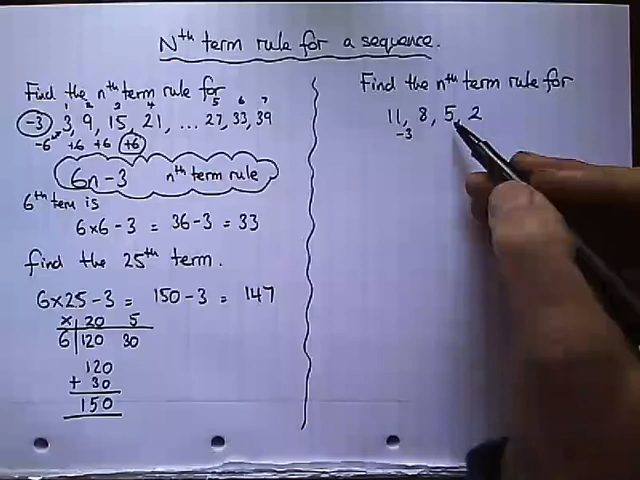 Nth term rule for a sequence.
Find the nth term rule for
1 2 3 4 5 6 7
-3 3, 9, 15, 21, ... 27, 33, 39
-6 +6 +6 +6
6n - 3 nth term rule
6th tem is
6 x 6 - 3 = 36 - 3 = 33
find the 25th term.
6 x 25 - 3 = 150 - 3 = 147
x 20 5
6 120 30
120
+ 30
150
Find the nth term rule for
11, 8, 5, 2
-3